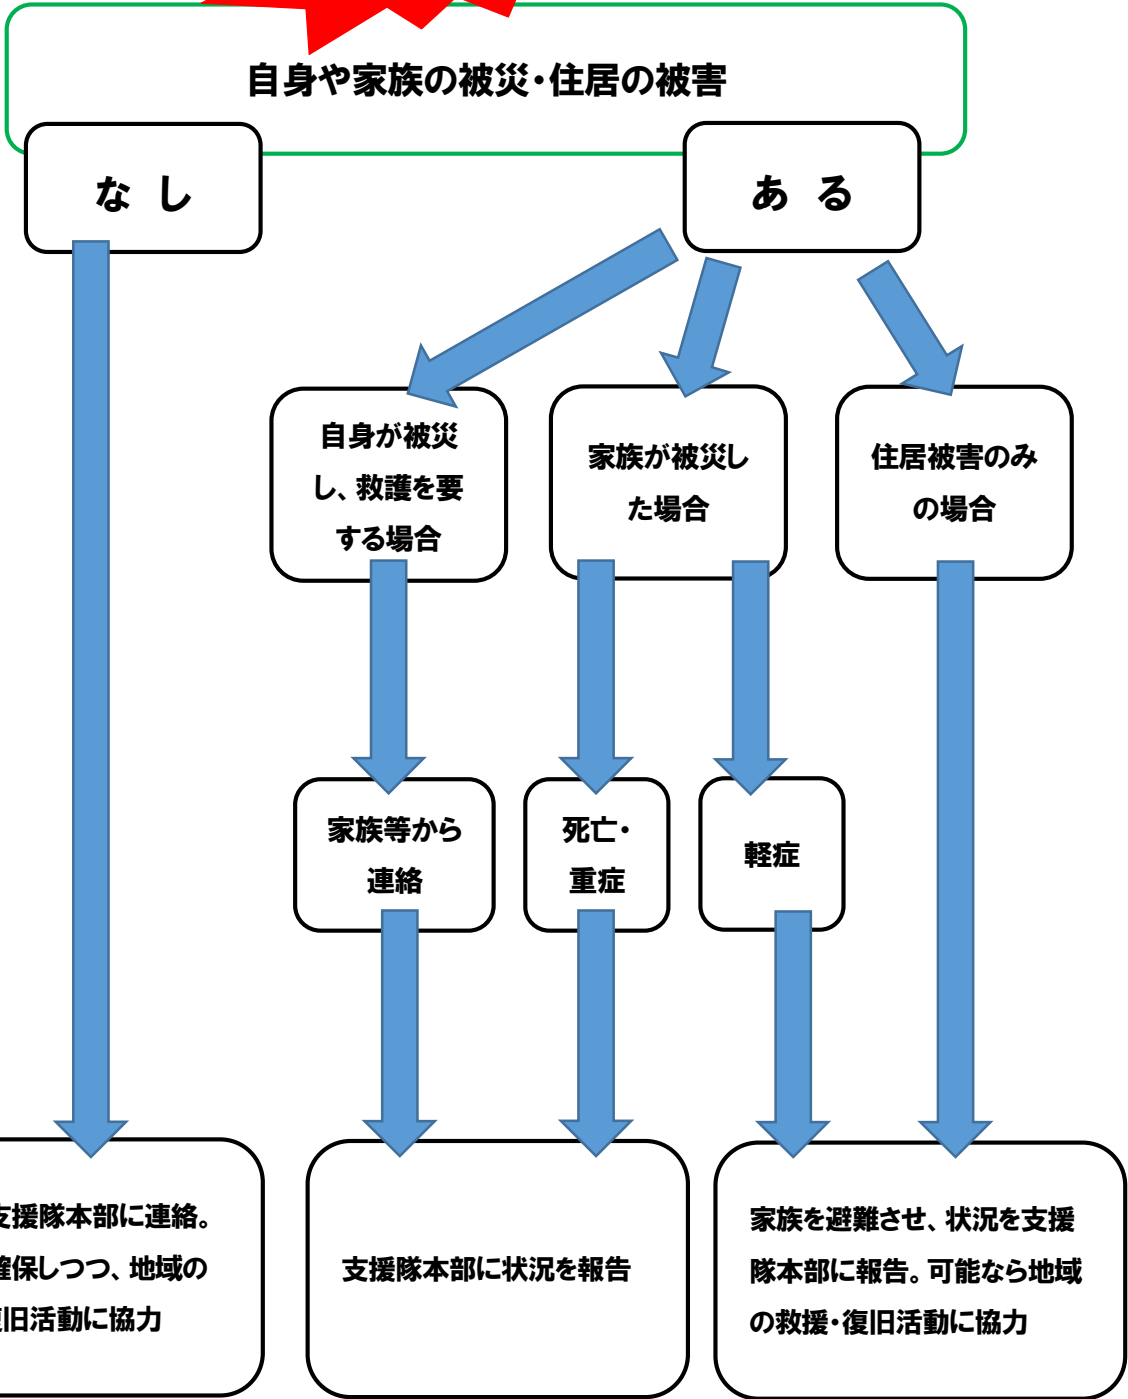 自身や家族の被災・住居の被害
なし
ある
自身が被災
し、救護を要
する場合
家族が被災し
た場合
住居被害のみ
の場合
家族等から
連絡
死亡・
重症
軽症
支援隊本部に連絡。
確保しつつ、地域の
復旧活動に協力
支援隊本部に状況を報告
家族を避難させ、状況を支援
隊本部に報告。可能なら地域
の救援・復旧活動に協力